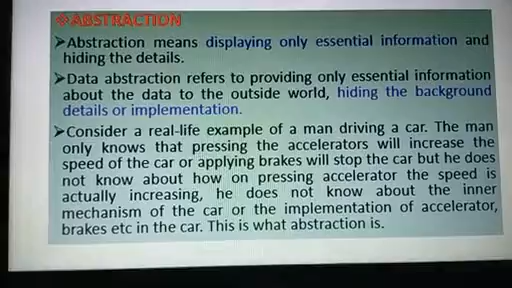 ❖ABSTRACTION
➢Abstraction means displaying only essential information and
hiding the details.
➢Data abstraction refers to providing only essential information
about the data to the outside world, hiding the background
details or implementation.
➢Consider a real-life example of a man driving a car. The man
only knows that pressing the accelerators will increase the
speed of the car or applying brakes will stop the car but he does
not know about how on pressing accelerator the speed is
actually increasing, he does not know about the inner
mechanism of the car or the implementation of accelerator,
brakes etc in the car. This is what abstraction is.